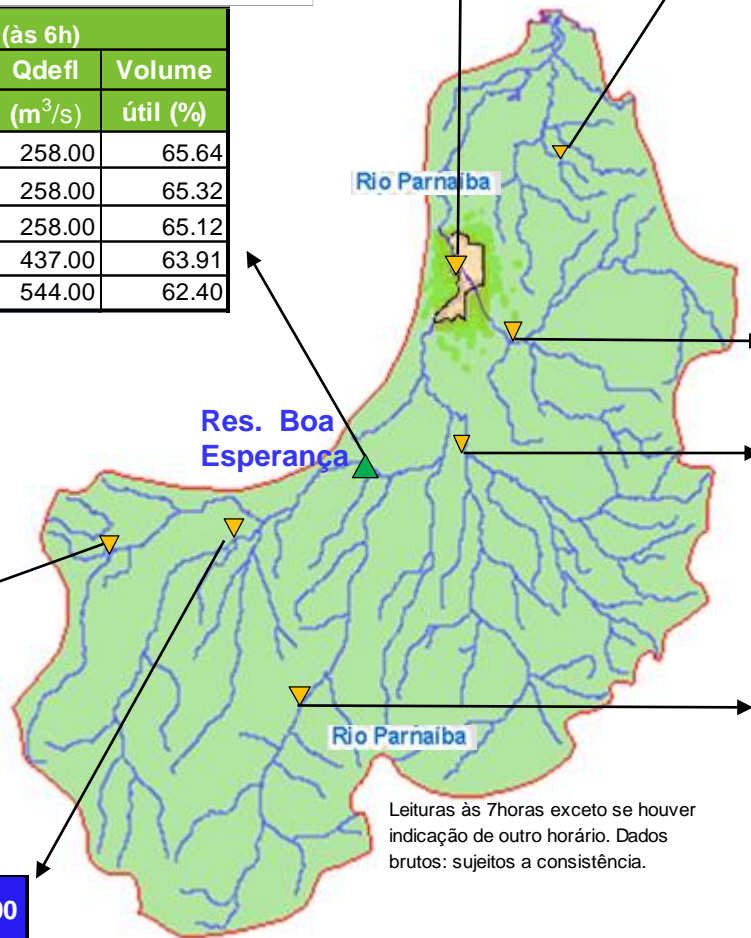 (às 6h)
Qdefl Volume
(m³/s) útil (%)
258.00 65.64
258.00 65.32
258.00 65.12
437.00 63.91
544.00 62.40
Rio Parnaíba
Res. Boa
Esperança
Rio Parnaíba
Leituras às 7horas exceto se houver
indicação de outro horário. Dados
brutos: sujeitos a consistência.